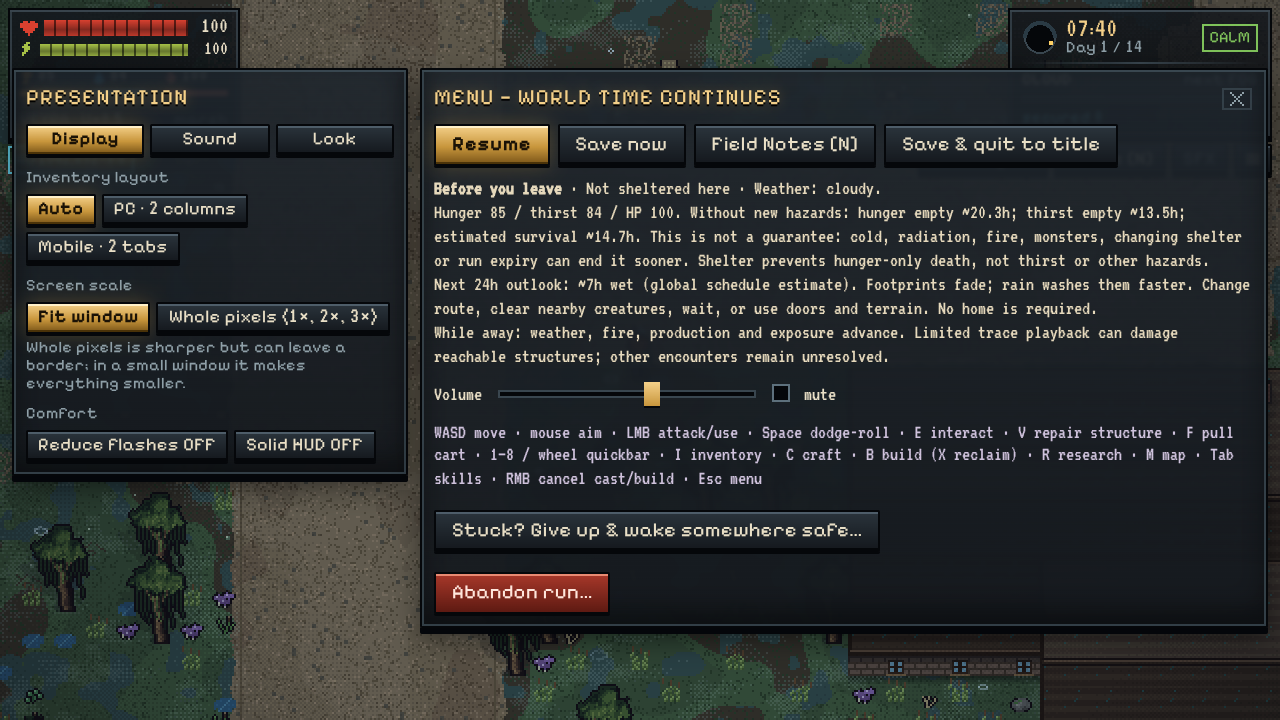 100
100
07:40
Day 1 / 14
CALM
PRESENTATION
Display
Sound
Look
Inventory layout
Auto
PC · 2 columns
Mobile · 2 tabs
Screen scale
Fit window
Whole pixels (1×, 2×, 3×)
Whole pixels is sharper but can leave a
border; in a small window it makes
everything smaller.
Comfort
Reduce flashes OFF
Solid HUD OFF
MENU – WORLD TIME CONTINUES
Resume
Save now
Field Notes (N)
Save & quit to title
Before you leave · Not sheltered here · Weather: cloudy.
Hunger 85 / thirst 84 / HP 100. Without new hazards: hunger empty ~20.3h; thirst empty ~13.5h;
estimated survival ~14.7h. This is not a guarantee: cold, radiation, fire, monsters, changing shelter
or run expiry can end it sooner. Shelter prevents hunger-only death, not thirst or other hazards.
Next 24h outlook: ~7h wet (global schedule estimate). Footprints fade; rain washes them faster. Change
route, clear nearby creatures, wait, or use doors and terrain. No home is required.
While away: weather, fire, production and exposure advance. Limited trace playback can damage
reachable structures; other encounters remain unresolved.
Volume
mute
WASD move · mouse aim · LMB attack/use · Space dodge-roll · E interact · V repair structure · F pull
cart · 1-8 / wheel quickbar · I inventory · C craft · B build (X reclaim) · R research · M map · Tab
skills · RMB cancel cast/build · Esc menu
Stuck? Give up & wake somewhere safe…
Abandon run…